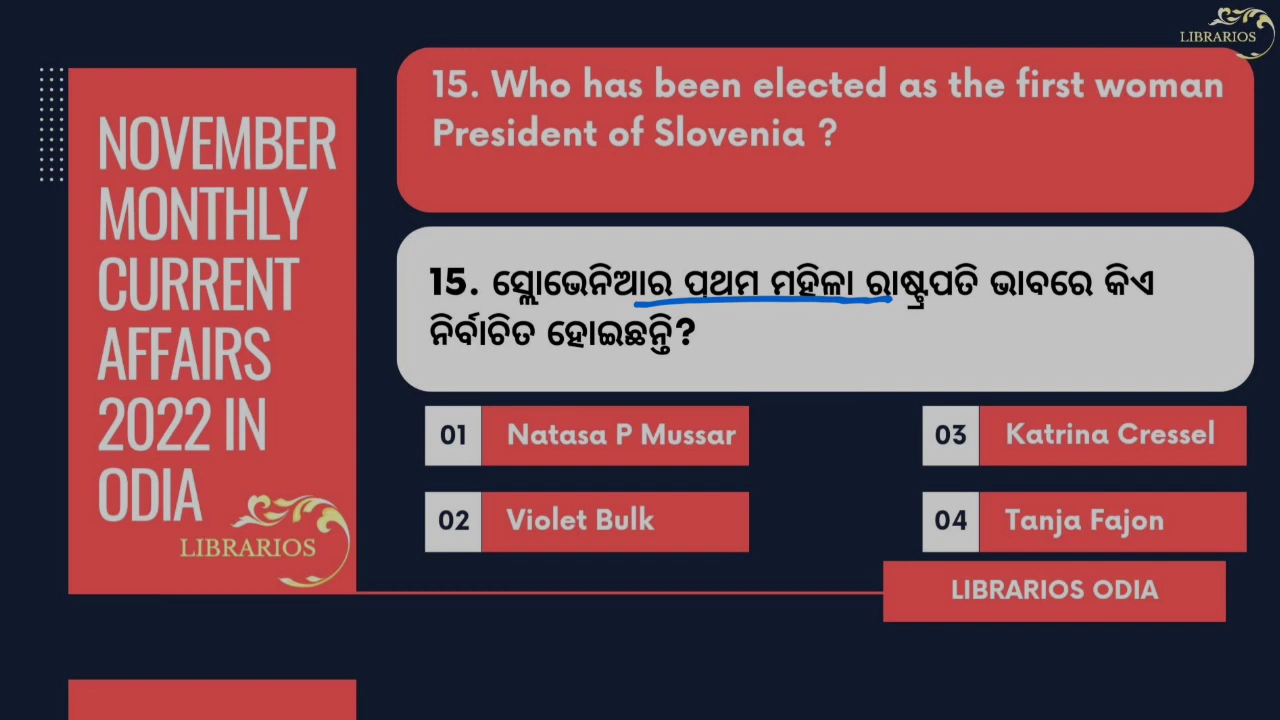 LIBRARIOS
NOVEMBER
MONTHLY
CURRENT
AFFAIRS
2022 IN
ODIA
LIBRARIOS
15. Who has been elected as the first woman
President of Slovenia ?
15. ସ୍ଲୋଭେନିଆର ପ୍ରଥମ ମହିଳା ରାଷ୍ଟ୍ରପତି ଭାବରେ କିଏ
ନିର୍ବାଚିତ ହୋଇଛନ୍ତି?
01 Natasa P Mussar
02 Violet Bulk
03 Katrina Cressel
04 Tanja Fajon
LIBRARIOS ODIA